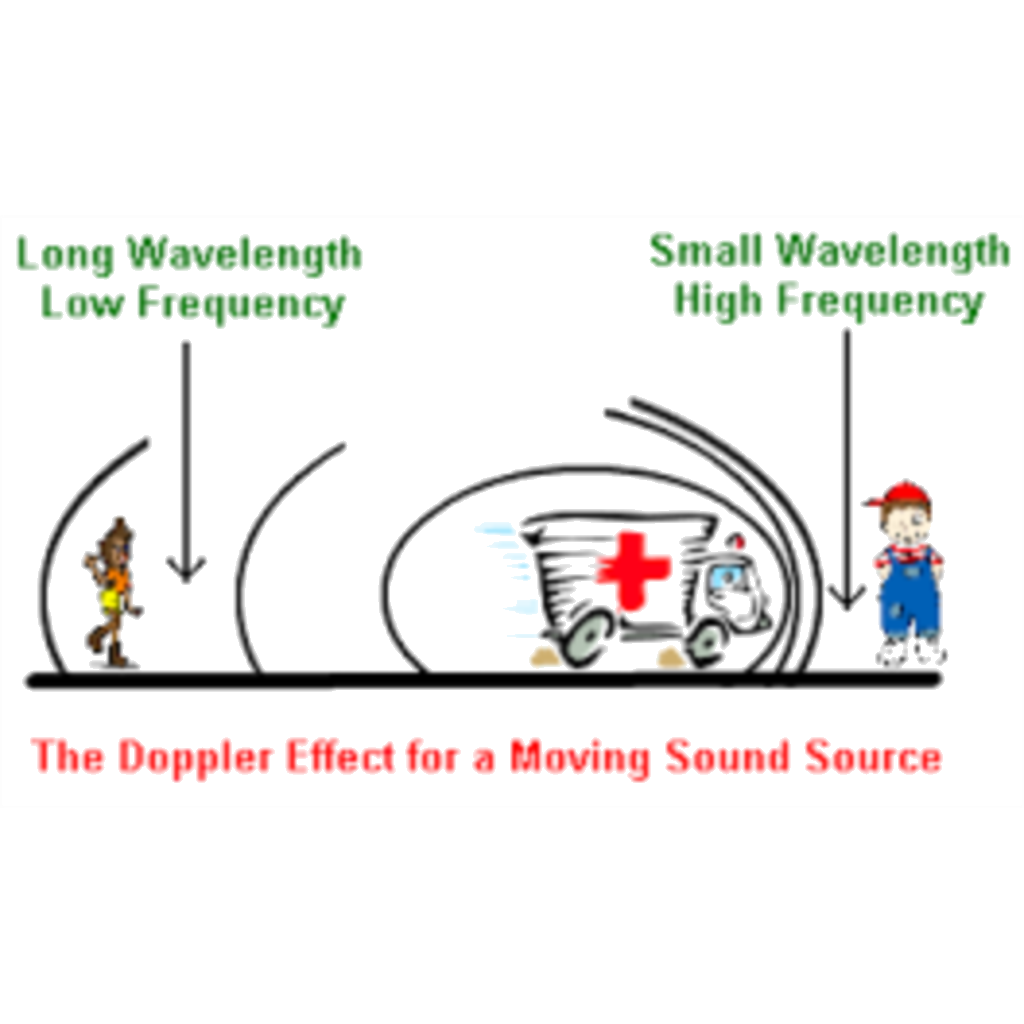 Long Wavelength
Low Frequency
Small Wavelength
High Frequency
The Doppler Effect for a Moving Sound Source